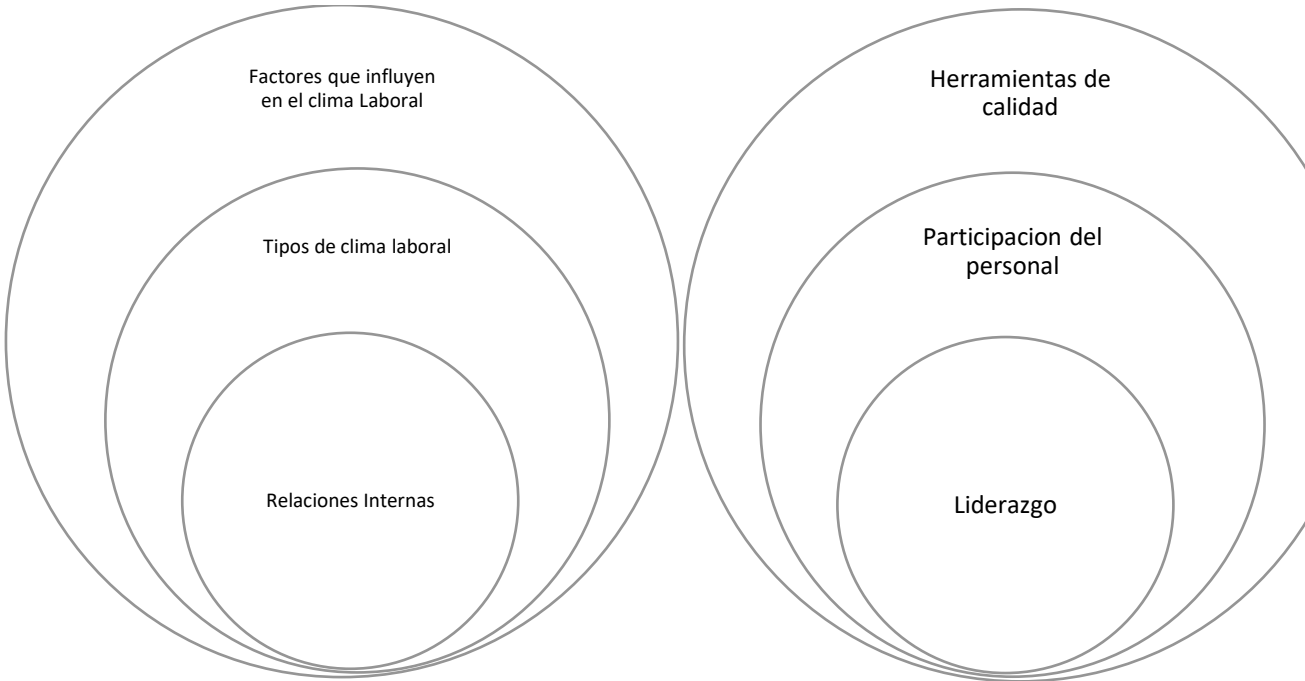 Factores que influyen
en el clima Laboral
Tipos de clima laboral
Relaciones Internas
Herramientas de
calidad
Participacion del
personal
Liderazgo